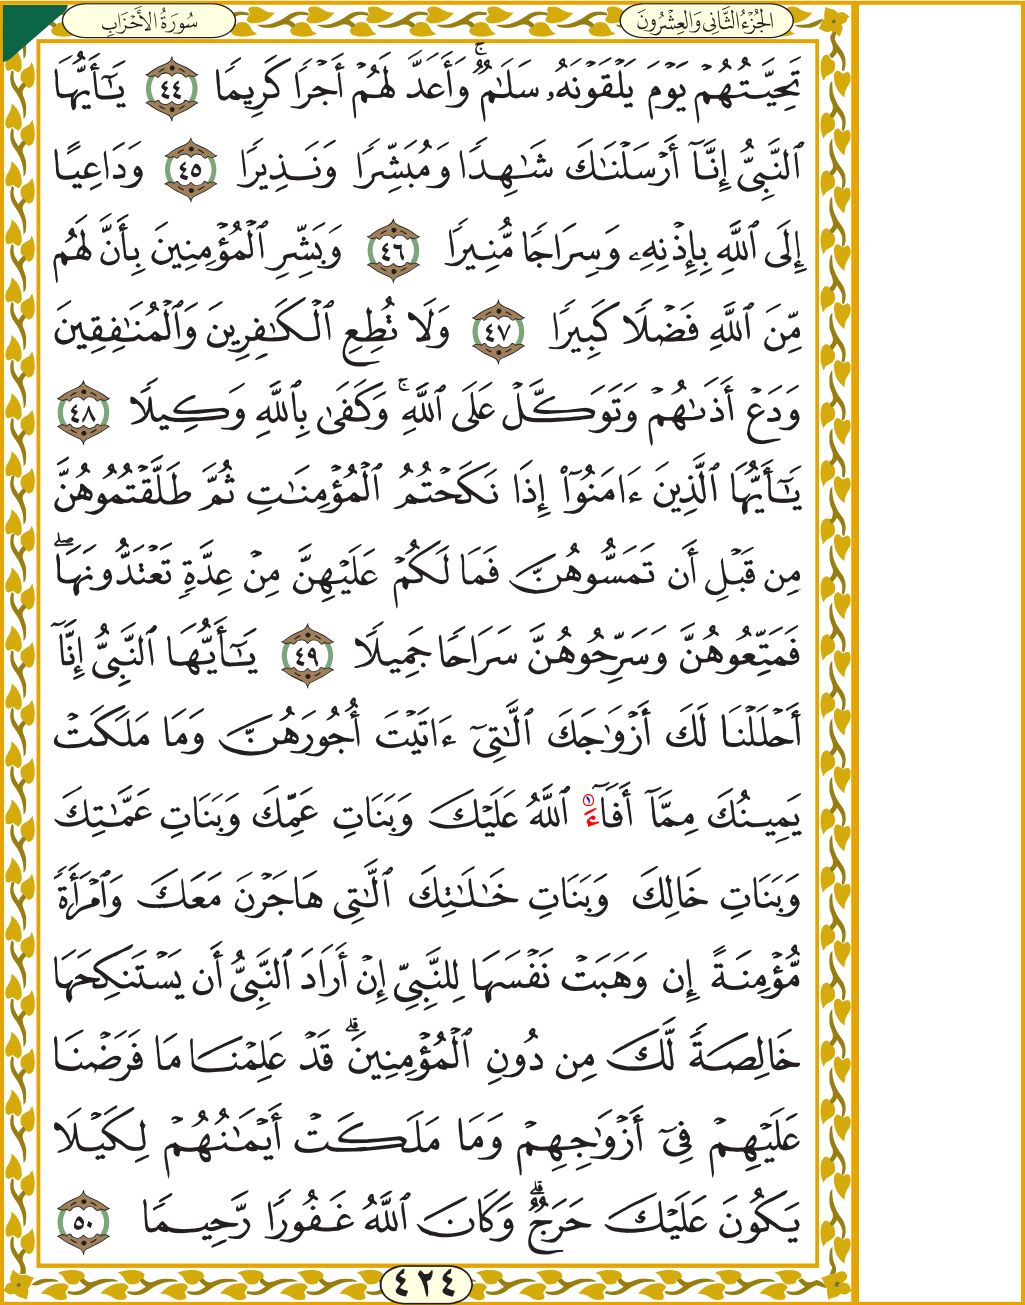 الجُزْءُ الثَّانِي وَالعِشْرُونَ
سُورَةُ الأَحْزَابِ
تَحِيَّتُهُمْ يَوْمَ يَلْقَوْنَهُۥ سَلَٰمٌۚ وَأَعَدَّ لَهُمْ أَجْرًا كَرِيمًا ٤٤ يَٰٓأَيُّهَا
ٱلنَّبِىُّ إِنَّآ أَرْسَلْنَٰكَ شَٰهِدًا وَمُبَشِّرًا وَنَذِيرًا ٤٥ وَدَاعِيًا
إِلَى ٱللَّهِ بِإِذْنِهِۦ وَسِرَاجًا مُّنِيرًا ٤٦ وَبَشِّرِ ٱلْمُؤْمِنِينَ بِأَنَّ لَهُم
مِّنَ ٱللَّهِ فَضْلًا كَبِيرًا ٤٧ وَلَا تُطِعِ ٱلْكَٰفِرِينَ وَٱلْمُنَٰفِقِينَ
وَدَعْ أَذَىٰهُمْ وَتَوَكَّلْ عَلَى ٱللَّهِۚ وَكَفَىٰ بِٱللَّهِ وَكِيلًا ٤٨
يَٰٓأَيُّهَا ٱلَّذِينَ ءَامَنُوٓا۟ إِذَا نَكَحْتُمُ ٱلْمُؤْمِنَٰتِ ثُمَّ طَلَّقْتُمُوهُنَّ
مِن قَبْلِ أَن تَمَسُّوهُنَّ فَمَا لَكُمْ عَلَيْهِنَّ مِنْ عِدَّةٍ تَعْتَدُّونَهَاۖ
فَمَتِّعُوهُنَّ وَسَرِّحُوهُنَّ سَرَاحًا جَمِيلًا ٤٩ يَٰٓأَيُّهَا ٱلنَّبِىُّ إِنَّآ
أَحْلَلْنَا لَكَ أَزْوَٰجَكَ ٱلَّٰتِىٓ ءَاتَيْتَ أُجُورَهُنَّ وَمَا مَلَكَتْ
يَمِينُكَ مِمَّآ أَفَآءَ ١ ٱللَّهُ عَلَيْكَ وَبَنَاتِ عَمِّكَ وَبَنَاتِ عَمَّٰتِكَ
وَبَنَاتِ خَالِكَ وَبَنَاتِ خَٰلَٰتِكَ ٱلَّٰتِى هَاجَرْنَ مَعَكَ وَٱمْرَأَةً
مُّؤْمِنَةً إِن وَهَبَتْ نَفْسَهَا لِلنَّبِىِّ إِنْ أَرَادَ ٱلنَّبِىُّ أَن يَسْتَنكِحَهَا
خَالِصَةً لَّكَ مِن دُونِ ٱلْمُؤْمِنِينَۗ قَدْ عَلِمْنَا مَا فَرَضْنَا
عَلَيْهِمْ فِىٓ أَزْوَٰجِهِمْ وَمَا مَلَكَتْ أَيْمَٰنُهُمْ لِكَيْلَا
يَكُونَ عَلَيْكَ حَرَجٌۗ وَكَانَ ٱللَّهُ غَفُورًا رَّحِيمًا ٥٠
٤٢٤